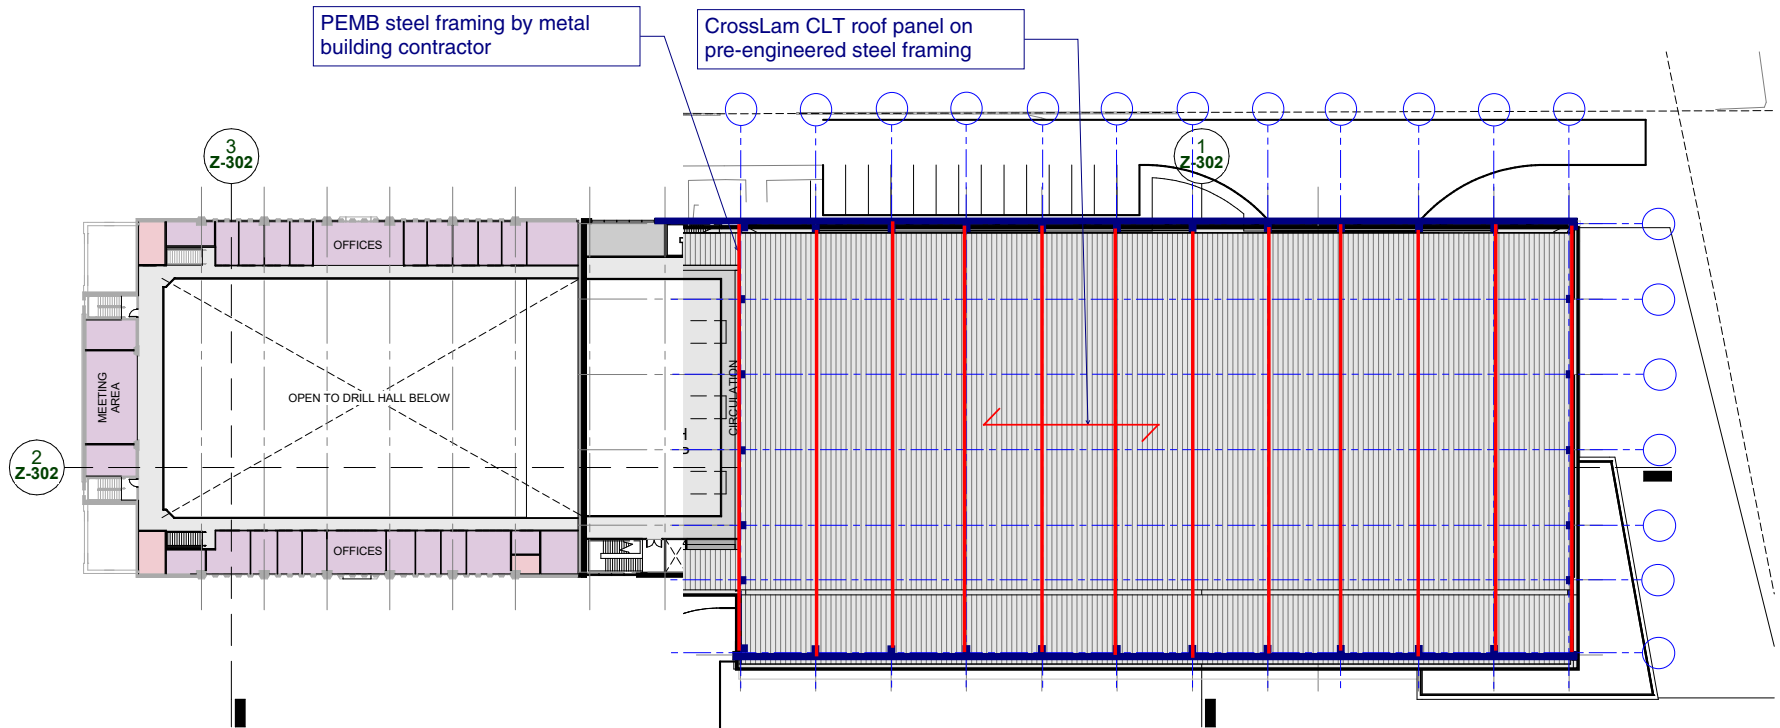 PEMB steel framing by metal
building contractor
CrossLam CLT roof panel on
pre-engineered steel framing
3
Z-302
1
Z-302
OFFICES
MEETING
AREA
OPEN TO DRILL HALL BELOW
CIRCULATION
2
Z-302
OFFICES